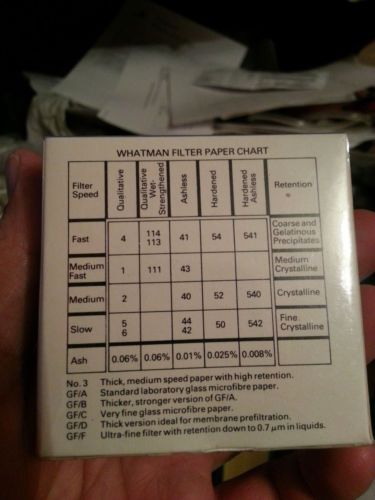 WHATMAN FILTER PAPER CHART
Filter Speed Qualitative Qualitative Wet-Strengthened Ashless Hardened Hardened Ashless Retention
Fast 4 114 113 41 54 541 Coarse and Gelatinous Precipitates
Medium Fast 1 111 43 Medium Crystalline
Medium 2 40 52 540 Crystalline
Slow 5 6 44 42 50 542 Fine Crystalline
Ash 0.06% 0.06% 0.01% 0.025% 0.008%
No. 3 Thick, medium speed paper with high retention.
GF/A Standard laboratory glass microfibre paper.
GF/B Thicker, stronger version of GF/A.
GF/C Very fine glass microfibre paper.
GF/D Thick version ideal for membrane prefiltration.
GF/F Ultra-fine filter with retention down to 0.7 μm in liquids.